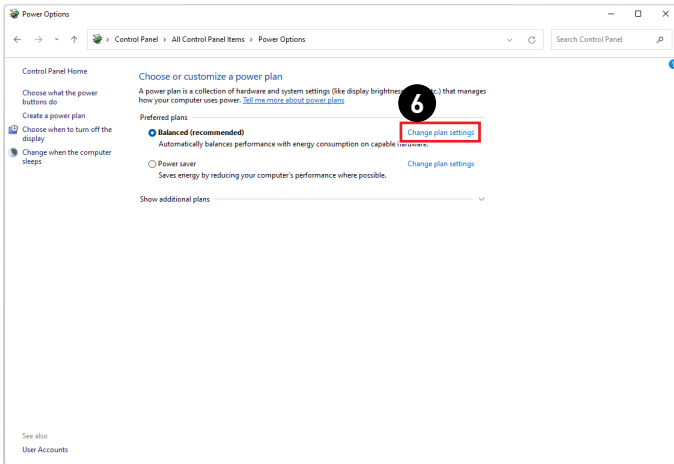 Power Options
Control Panel > All Control Panel Items > Power Options
Search Control Panel
Control Panel Home
Choose what the power
buttons do
Create a power plan
Choose when to turn off the
display
Change when the computer
sleeps
Choose or customize a power plan
A power plan is a collection of hardware and system settings (like display brightness, etc.) that manages
how your computer uses power. Tell me more about power plans
6
Preferred plans
Balanced (recommended)
Change plan settings
Automatically balances performance with energy consumption on capable hardware.
Power saver
Change plan settings
Saves energy by reducing your computer's performance where possible.
Show additional plans
See also
User Accounts